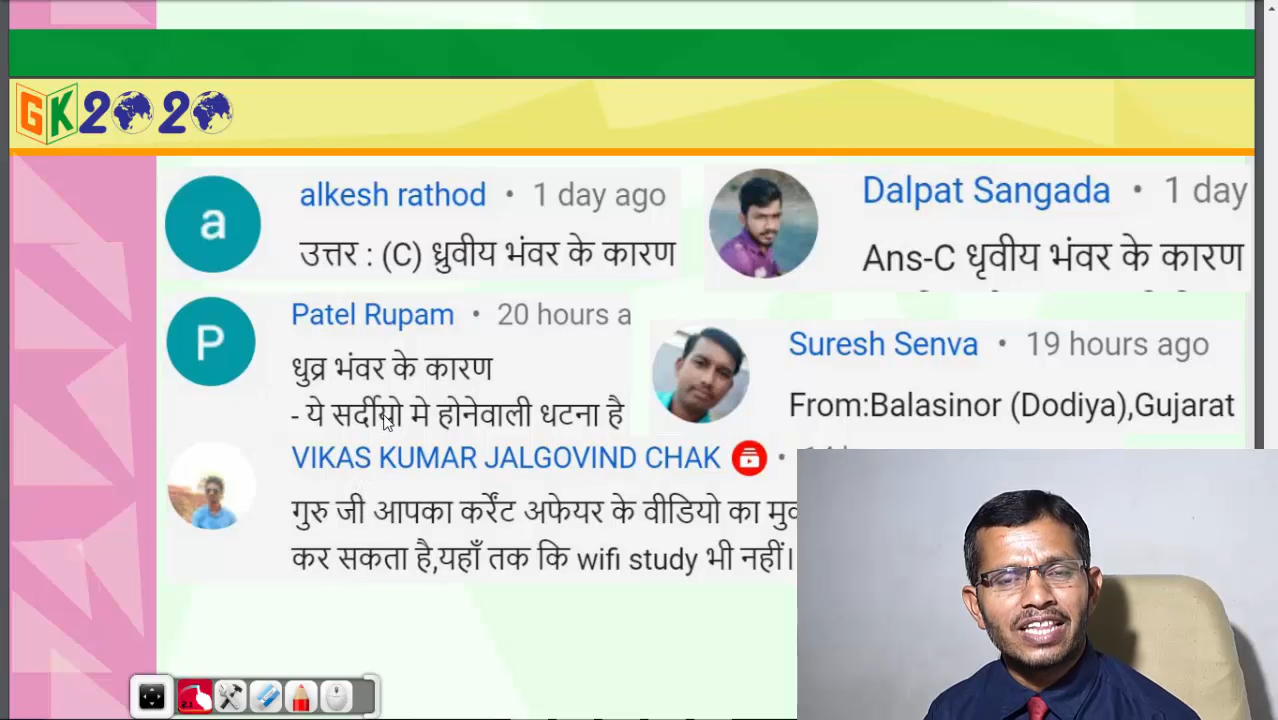 GK2020
alkesh rathod • 1 day ago
उत्तर : (C) ध्रुवीय भंवर के कारण
Dalpat Sangada • 1 day
Ans-C धृवीय भंवर के कारण
Patel Rupam • 20 hours a
धुव्र भंवर के कारण
- ये सर्दीयो मे होनेवाली धटना है
Suresh Senva • 19 hours ago
From:Balasinor (Dodiya),Gujarat
VIKAS KUMAR JALGOVIND CHAK •
गुरु जी आपका कर्रेंट अफेयर के वीडियो का
कर सकता है,यहाँ तक कि wifi study भी नहीं।
2.1